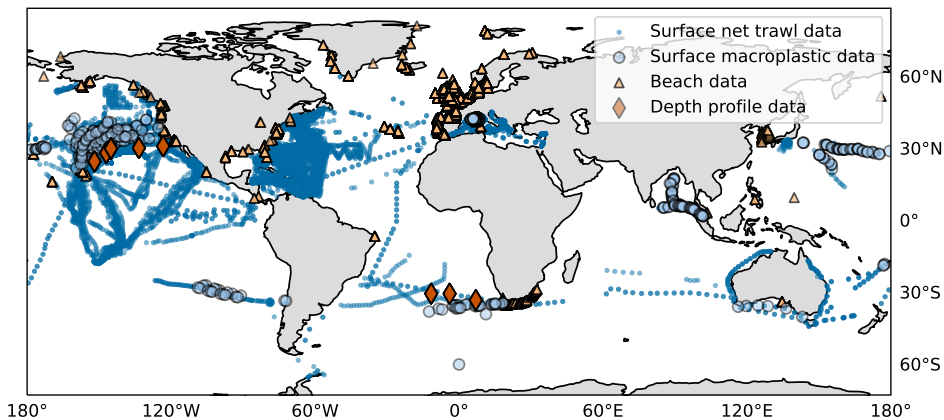 Surface net trawl data
Surface macroplastic data
Beach data
Depth profile data
60°N
30°N
0°
30°S
60°S
180° 120°W 60°W 0° 60°E 120°E 180°